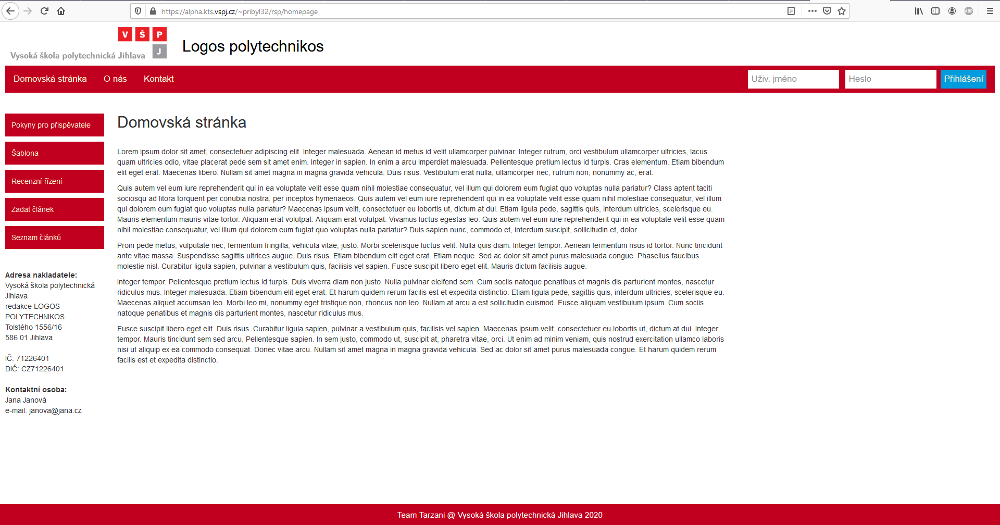 https://alpha.kts.vspj.cz/~pribyl32/rsp/homepage
ABP
V Š P
J
Vysoká škola polytechnická Jihlava
Logos polytechnikos
Domovská stránka O nás Kontakt Uživ. jméno Heslo Přihlášení
Pokyny pro přispěvatele
Šablona
Recenzní řízení
Zadat článek
Seznam článků
Adresa nakladatele:
Vysoká škola polytechnická
Jihlava
redakce LOGOS
POLYTECHNIKOS
Tolstého 1556/16
586 01 Jihlava
IČ: 71226401
DIČ: CZ71226401
Kontaktní osoba:
Jana Janová
e-mail: janova@jana.cz
Domovská stránka
Lorem ipsum dolor sit amet, consectetuer adipiscing elit. Integer malesuada. Aenean id metus id velit ullamcorper pulvinar. Integer rutrum, orci vestibulum ullamcorper ultricies, lacus
quam ultricies odio, vitae placerat pede sem sit amet enim. Integer in sapien. In enim a arcu imperdiet malesuada. Pellentesque pretium lectus id turpis. Cras elementum. Etiam bibendum
elit eget erat. Maecenas libero. Nullam sit amet magna in magna gravida vehicula. Duis risus. Vestibulum erat nulla, ullamcorper nec, rutrum non, nonummy ac, erat.
Quis autem vel eum iure reprehenderit qui in ea voluptate velit esse quam nihil molestiae consequatur, vel illum qui dolorem eum fugiat quo voluptas nulla pariatur? Class aptent taciti
sociosqu ad litora torquent per conubia nostra, per inceptos hymenaeos. Quis autem vel eum iure reprehenderit qui in ea voluptate velit esse quam nihil molestiae consequatur, vel illum
qui dolorem eum fugiat quo voluptas nulla pariatur? Maecenas ipsum velit, consectetuer eu lobortis ut, dictum at dui. Etiam ligula pede, sagittis quis, interdum ultricies, scelerisque eu.
Mauris elementum mauris vitae tortor. Aliquam erat volutpat. Aliquam erat volutpat. Vivamus luctus egestas leo. Quis autem vel eum iure reprehenderit qui in ea voluptate velit esse quam
nihil molestiae consequatur, vel illum qui dolorem eum fugiat quo voluptas nulla pariatur? Duis sapien nunc, commodo et, interdum suscipit, sollicitudin et, dolor.
Proin pede metus, vulputate nec, fermentum fringilla, vehicula vitae, justo. Morbi scelerisque luctus velit. Nulla quis diam. Integer tempor. Aenean fermentum risus id tortor. Nunc tincidunt
ante vitae massa. Suspendisse sagittis ultrices augue. Duis risus. Etiam bibendum elit eget erat. Etiam neque. Sed ac dolor sit amet purus malesuada congue. Phasellus faucibus
molestie nisl. Curabitur ligula sapien, pulvinar a vestibulum quis, facilisis vel sapien. Fusce suscipit libero eget elit. Mauris dictum facilisis augue.
Integer tempor. Pellentesque pretium lectus id turpis. Duis viverra diam non justo. Nulla pulvinar eleifend sem. Cum sociis natoque penatibus et magnis dis parturient montes, nascetur
ridiculus mus. Integer malesuada. Etiam bibendum elit eget erat. Et harum quidem rerum facilis est et expedita distinctio. Etiam ligula pede, sagittis quis, interdum ultricies, scelerisque eu.
Maecenas aliquet accumsan leo. Morbi leo mi, nonummy eget tristique non, rhoncus non leo. Nullam at arcu a est sollicitudin euismod. Fusce aliquam vestibulum ipsum. Cum sociis
natoque penatibus et magnis dis parturient montes, nascetur ridiculus mus.
Fusce suscipit libero eget elit. Duis risus. Curabitur ligula sapien, pulvinar a vestibulum quis, facilisis vel sapien. Maecenas ipsum velit, consectetuer eu lobortis ut, dictum at dui. Integer
tempor. Mauris tincidunt sem sed arcu. Pellentesque sapien. In sem justo, commodo ut, suscipit at, pharetra vitae, orci. Ut enim ad minim veniam, quis nostrud exercitation ullamco laboris
nisi ut aliquip ex ea commodo consequat. Donec vitae arcu. Nullam sit amet magna in magna gravida vehicula. Sed ac dolor sit amet purus malesuada congue. Et harum quidem rerum
facilis est et expedita distinctio.
Team Tarzani @ Vysoká škola polytechnická Jihlava 2020